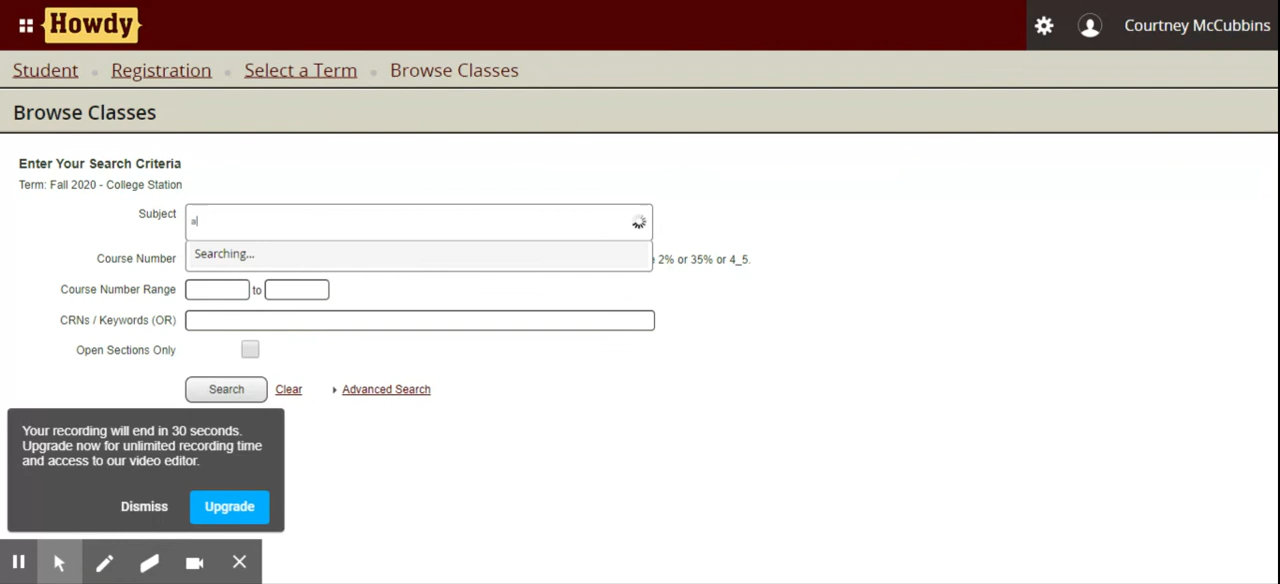 Howdy
Courtney McCubbins
Student Registration Select a Term Browse Classes
Browse Classes
Enter Your Search Criteria
Term: Fall 2020 - College Station
Subject a
Searching...
Course Number 2% or 35% or 4_5.
Course Number Range to
CRNs / Keywords (OR)
Open Sections Only
Search Clear Advanced Search
Your recording will end in 30 seconds.
Upgrade now for unlimited recording time
and access to our video editor.
Dismiss Upgrade